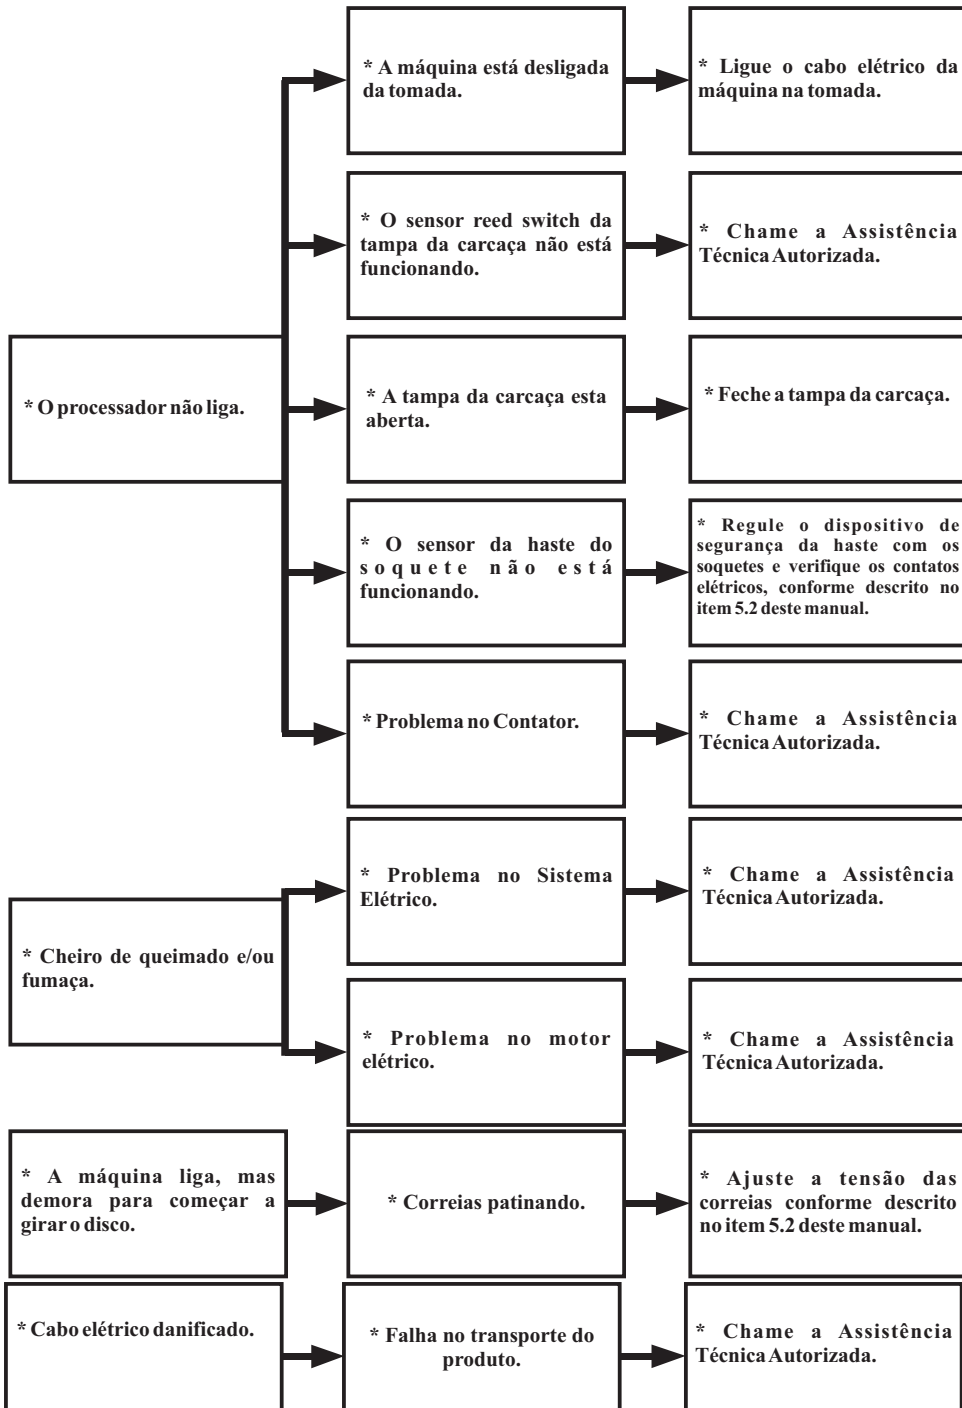 * A máquina está desligada
da tomada.
* Ligue o cabo elétrico da
máquina na tomada.
* O sensor reed switch da
tampa da carcaça não está
funcionando.
* Chame a Assistência
Técnica Autorizada.
* O processador não liga.
* A tampa da carcaça esta
aberta.
* Feche a tampa da carcaça.
* O sensor da haste do
soquete não está
funcionando.
* Regule o dispositivo de
segurança da haste com os
soquetes e verifique os contatos
elétricos, conforme descrito no
item 5.2 deste manual.
* Problema no Contator.
* Chame a Assistência
Técnica Autorizada.
* Cheiro de queimado e/ou
fumaça.
* Problema no Sistema
Elétrico.
* Chame a Assistência
Técnica Autorizada.
* Problema no motor
elétrico.
* Chame a Assistência
Técnica Autorizada.
* A máquina liga, mas
demora para começar a
girar o disco.
* Correias patinando.
* Ajuste a tensão das
correias conforme descrito
no item 5.2 deste manual.
* Cabo elétrico danificado.
* Falha no transporte do
produto.
* Chame a Assistência
Técnica Autorizada.